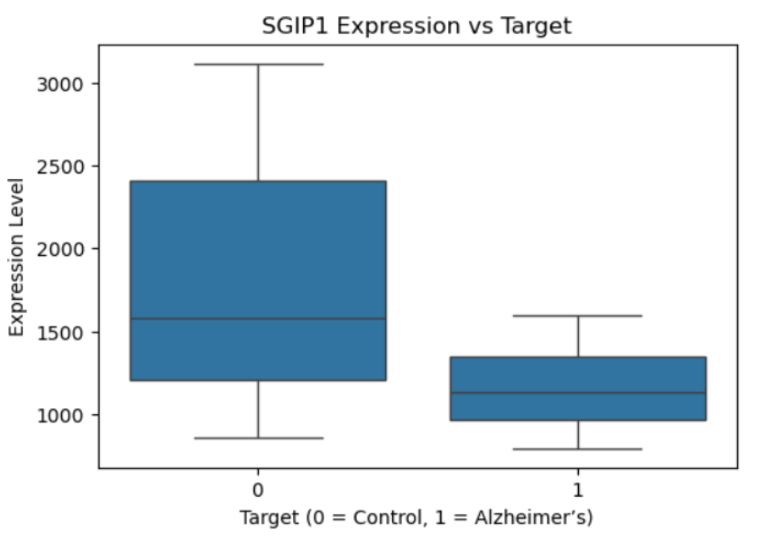 SGIP1 Expression vs Target
3000
2500
2000
1500
1000
Expression Level
0
1
Target (0 = Control, 1 = Alzheimer’s)